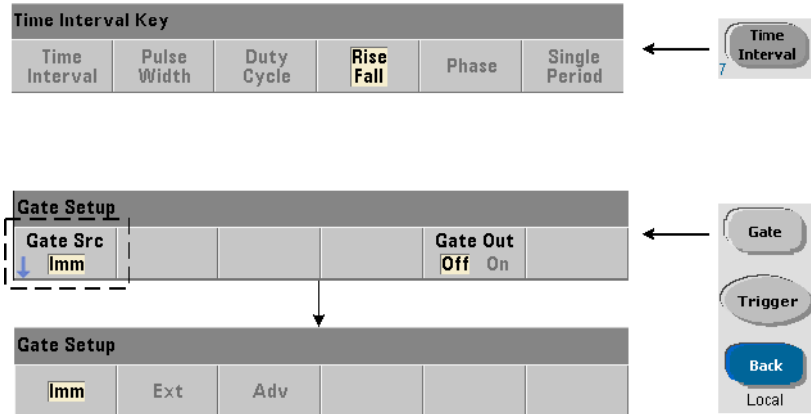 Time Interval Key
Time Interval
Pulse Width
Duty Cycle
Rise Fall
Phase
Single Period
Time Interval
7
Gate Setup
Gate Src
Imm
Gate Out
Off On
Gate
Trigger
Gate Setup
Imm Ext Adv
Back
Local